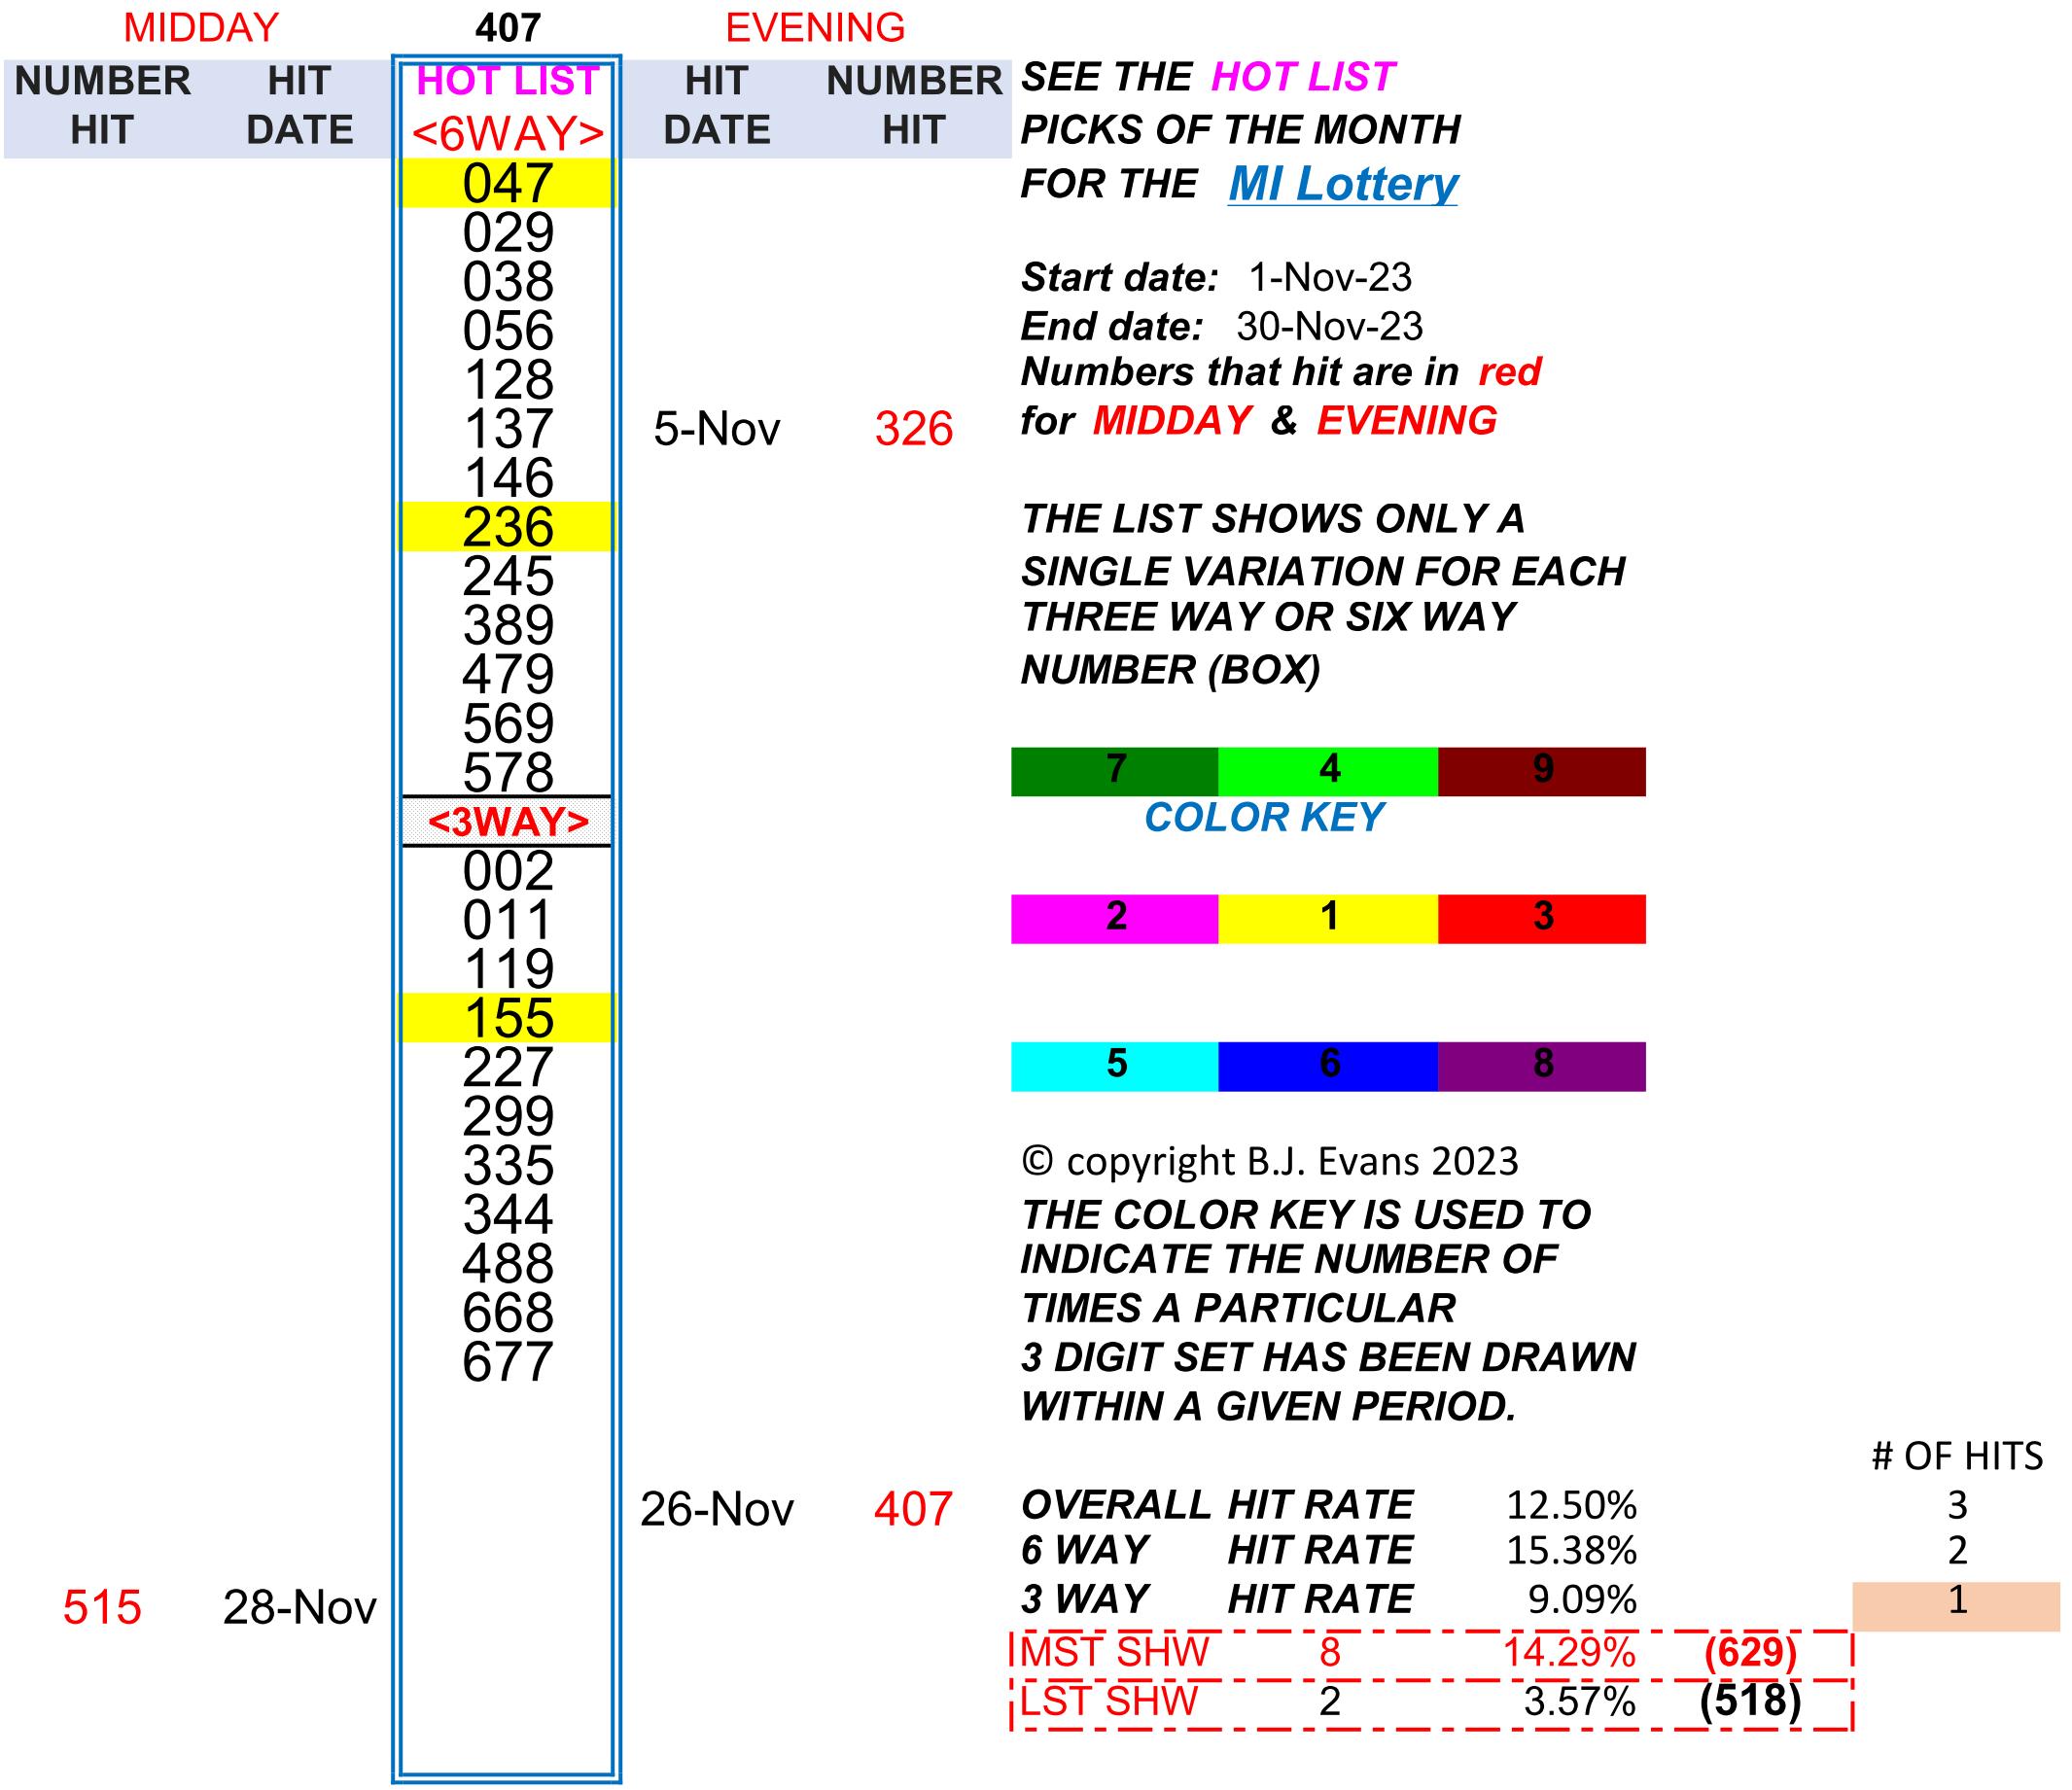 MIDDAY 407 EVENING
NUMBER HIT HOT LIST HIT NUMBER
HIT DATE <6WAY> DATE HIT
047
029
038
056
128
137 5-Nov 326
146
236
245
389
479
569
578
<3WAY>
002
011
119
155
227
299
335
344
488
668
677
26-Nov 407
515 28-Nov
SEE THE HOT LIST
PICKS OF THE MONTH
FOR THE MI Lottery
Start date: 1-Nov-23
End date: 30-Nov-23
Numbers that hit are in red
for MIDDAY & EVENING
THE LIST SHOWS ONLY A
SINGLE VARIATION FOR EACH
THREE WAY OR SIX WAY
NUMBER (BOX)
7 4 9
COLOR KEY
2 1 3
5 6 8
© copyright B.J. Evans 2023
THE COLOR KEY IS USED TO
INDICATE THE NUMBER OF
TIMES A PARTICULAR
3 DIGIT SET HAS BEEN DRAWN
WITHIN A GIVEN PERIOD.
# OF HITS
OVERALL HIT RATE 12.50% 3
6 WAY HIT RATE 15.38% 2
3 WAY HIT RATE 9.09% 1
MST SHW 8 14.29% (629)
LST SHW 2 3.57% (518)